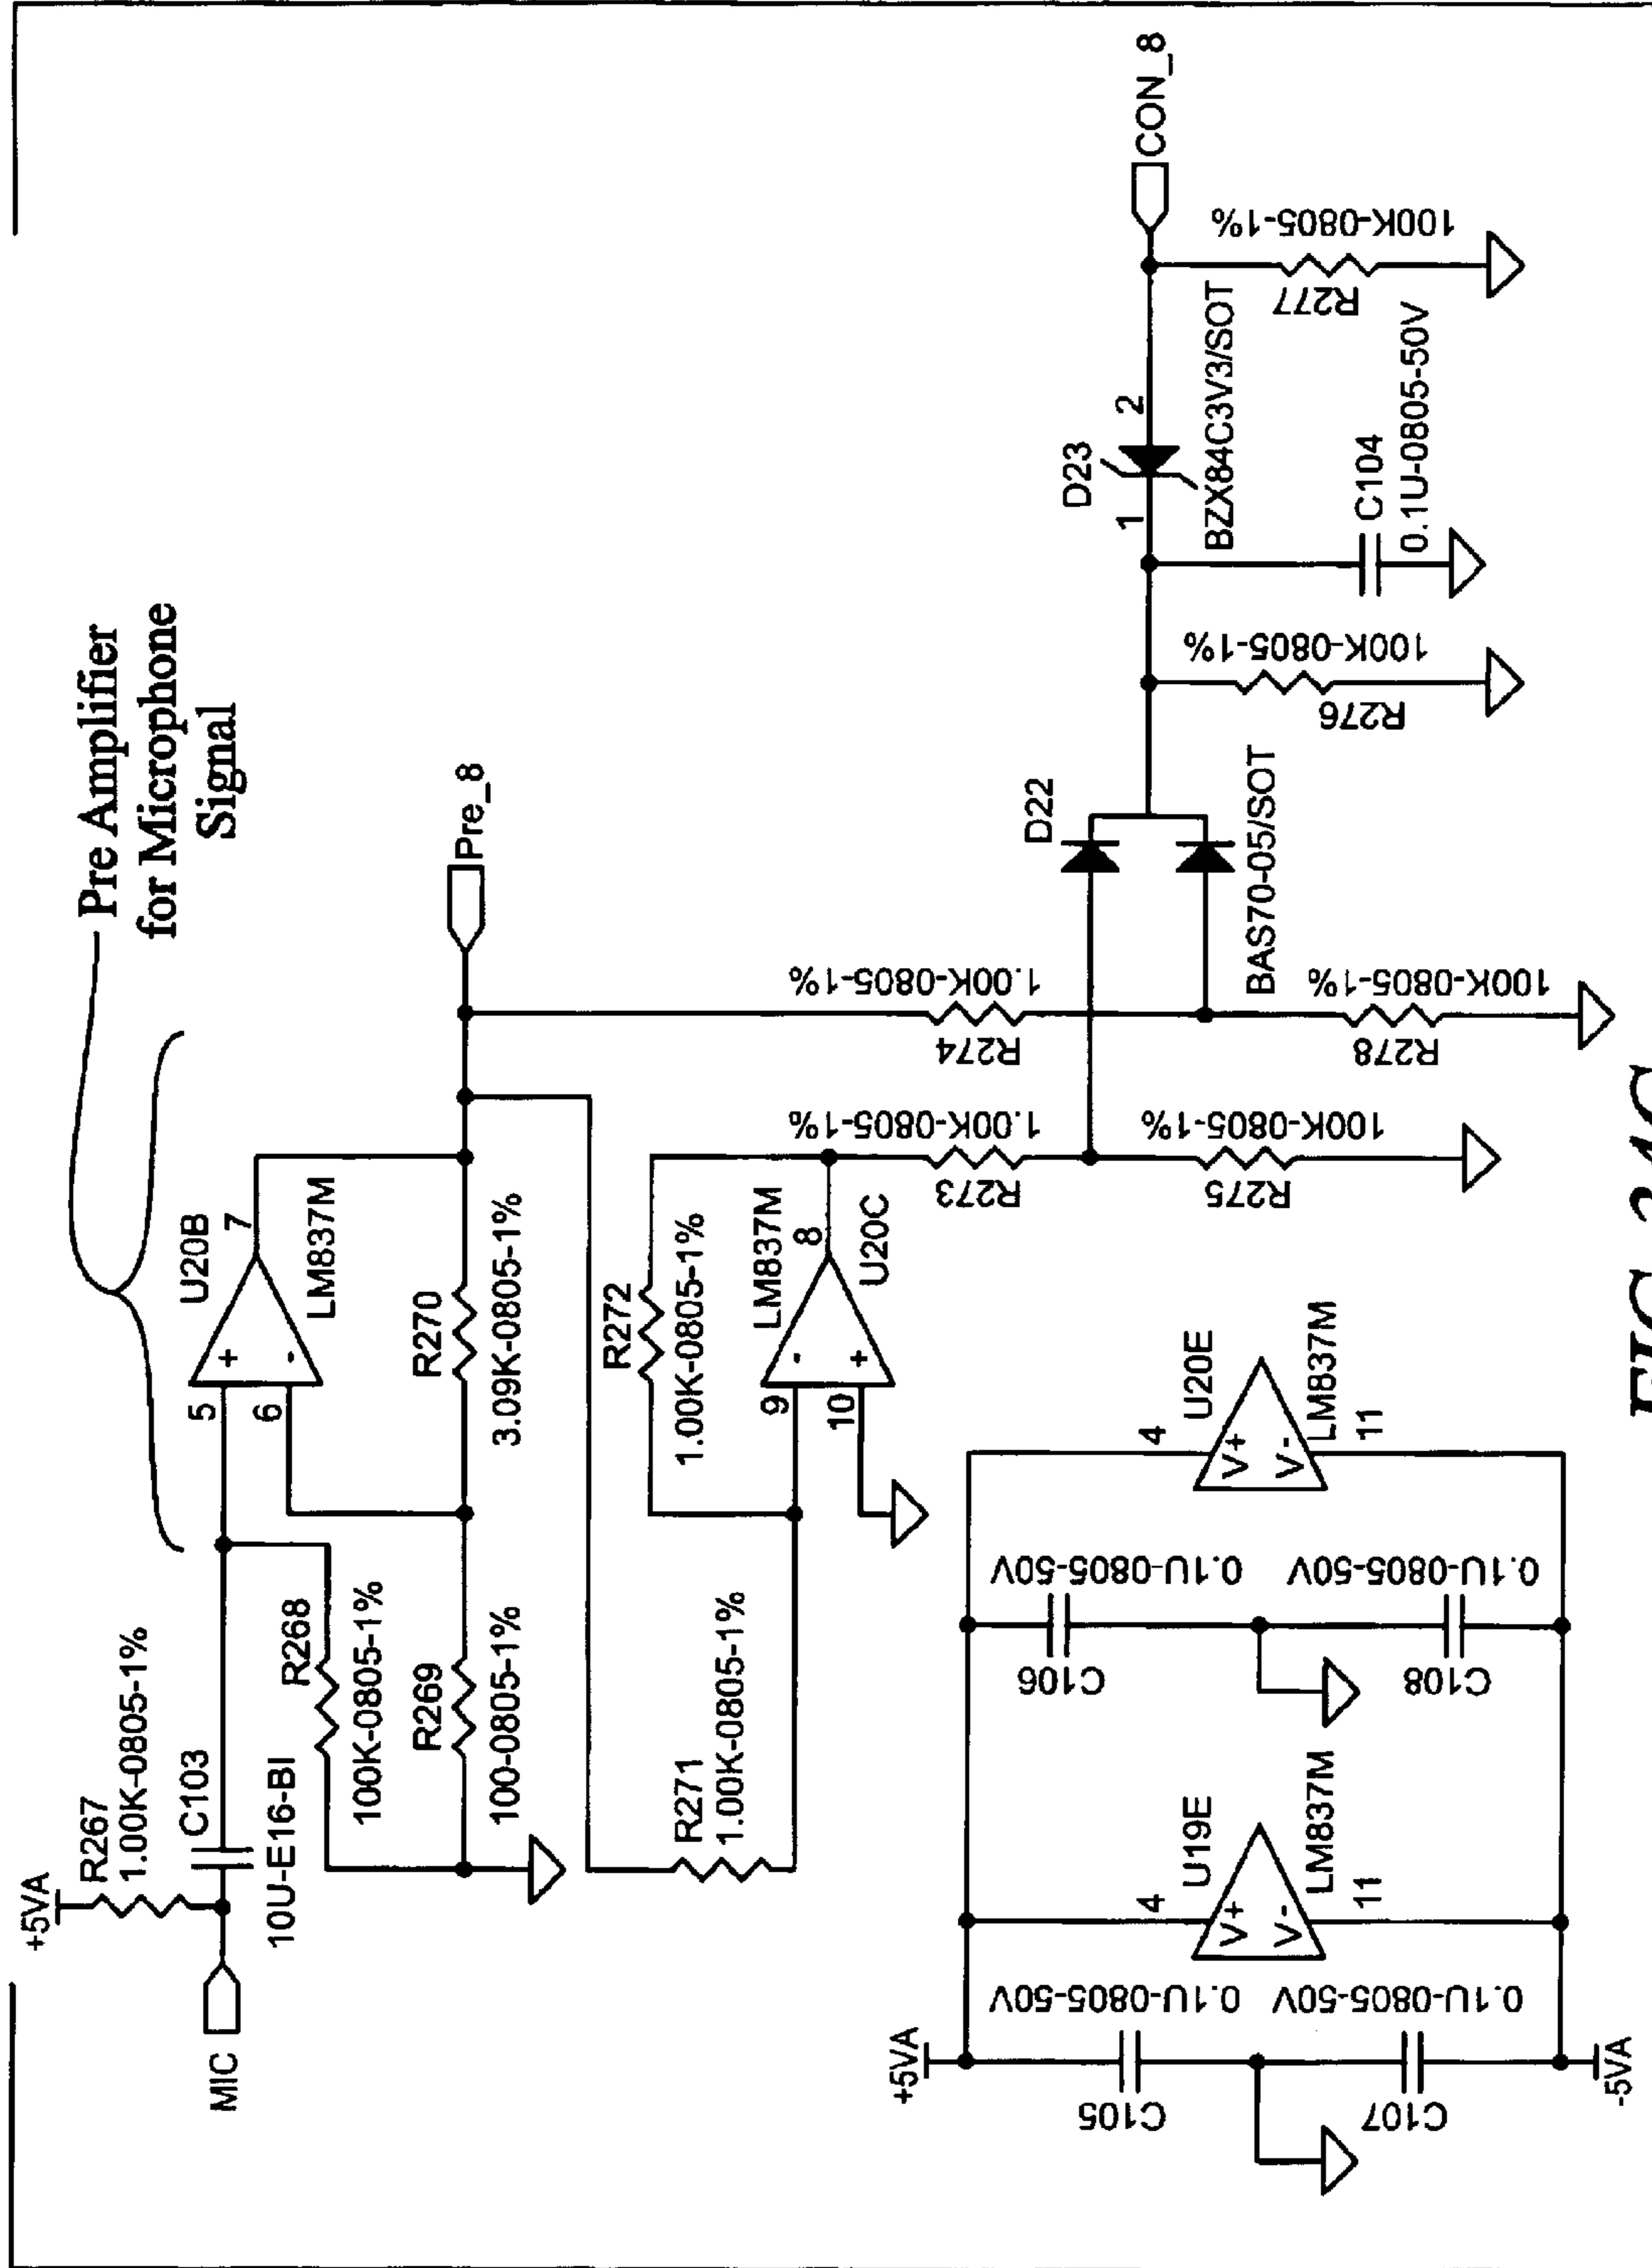 Pre Amplifier
for Microphone
Signal
+5VA
R267
1.00K-0805-1%
MIC
C103
10U-E16-BI
R268
100K-0805-1%
R269
100-0805-1%
5
6
+
-
U20B
7
LM837M
R270
3.09K-0805-1%
Pre_8
R271
1.00K-0805-1%
R272
1.00K-0805-1%
9
10
-
+
LM837M
8
U20C
R273
1.00K-0805-1%
R274
1.00K-0805-1%
R275
100K-0805-1%
R278
100K-0805-1%
D22
BAS70-05/SOT
R276
100K-0805-1%
D23
1
2
BZX84C3V3/SOT
C104
0.1U-0805-50V
R277
100K-0805-1%
CON_8
+5VA
C105
0.1U-0805-50V
C107
0.1U-0805-50V
-5VA
4
U19E
V+
V-
LM837M
11
C106
0.1U-0805-50V
C108
0.1U-0805-50V
4
U20E
V+
V-
LM837M
11